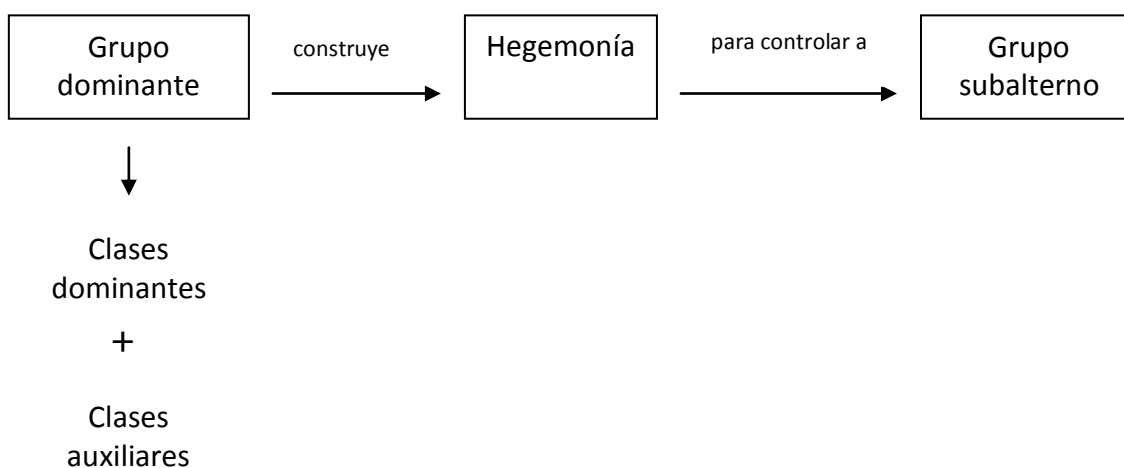 Grupo
dominante
construye
Hegemonía
para controlar a
Grupo
subalterno
Clases
dominantes
+
Clases
auxiliares